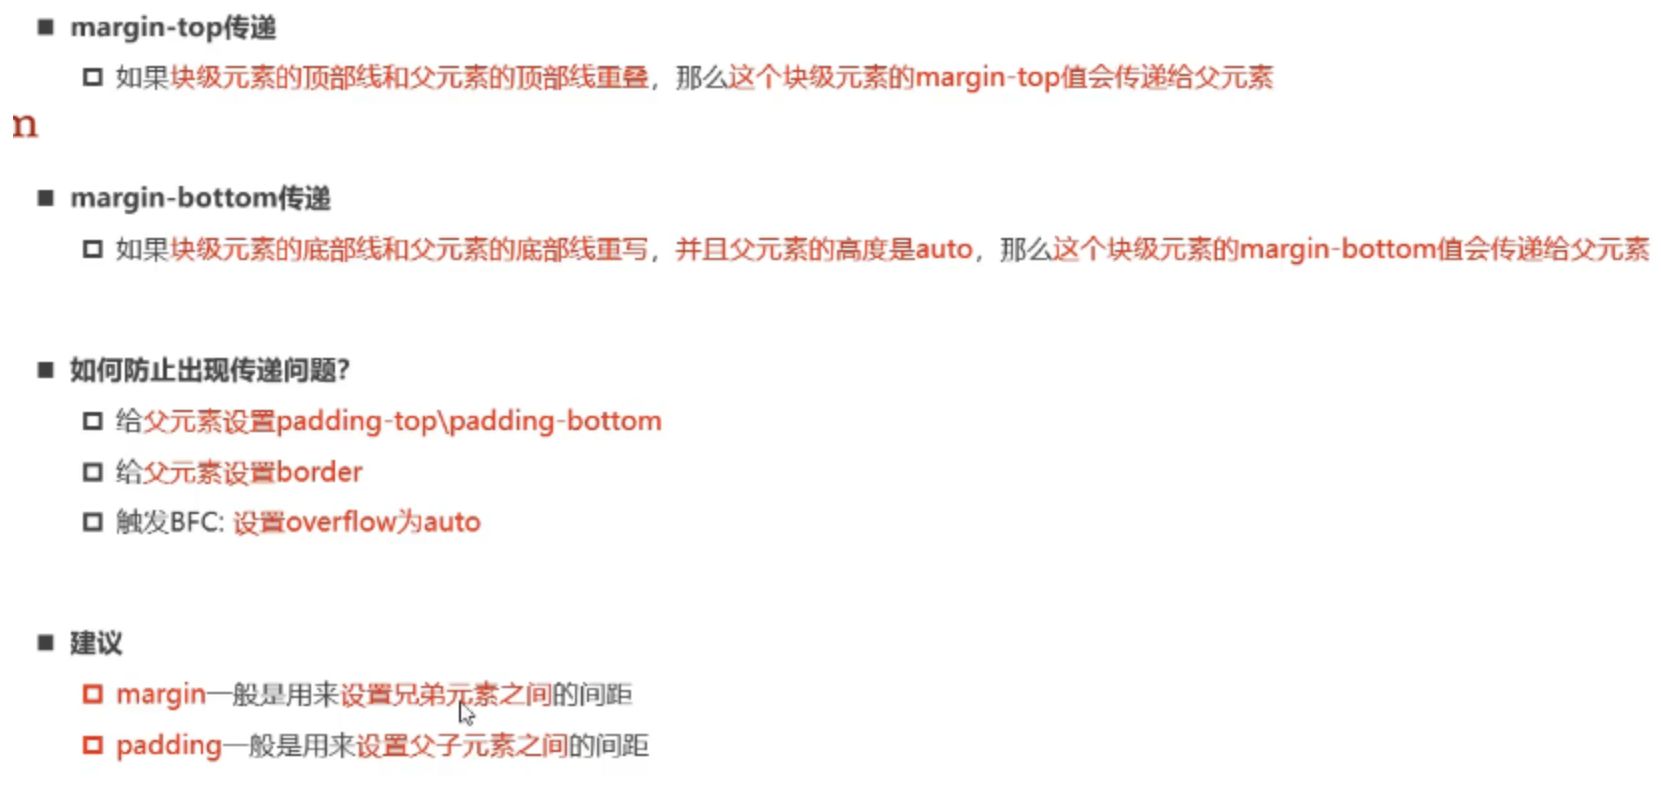 margin-top传递
如果块级元素的顶部线和父元素的顶部线重叠，那么这个块级元素的margin-top值会传递给父元素
m
margin-bottom传递
如果块级元素的底部线和父元素的底部线重写，并且父元素的高度是auto，那么这个块级元素的margin-bottom值会传递给父元素
如何防止出现传递问题?
给父元素设置padding-top\padding-bottom
给父元素设置border
触发BFC: 设置overflow为auto
建议
margin一般是用来设置兄弟元素之间的间距
padding一般是用来设置父子元素之间的间距